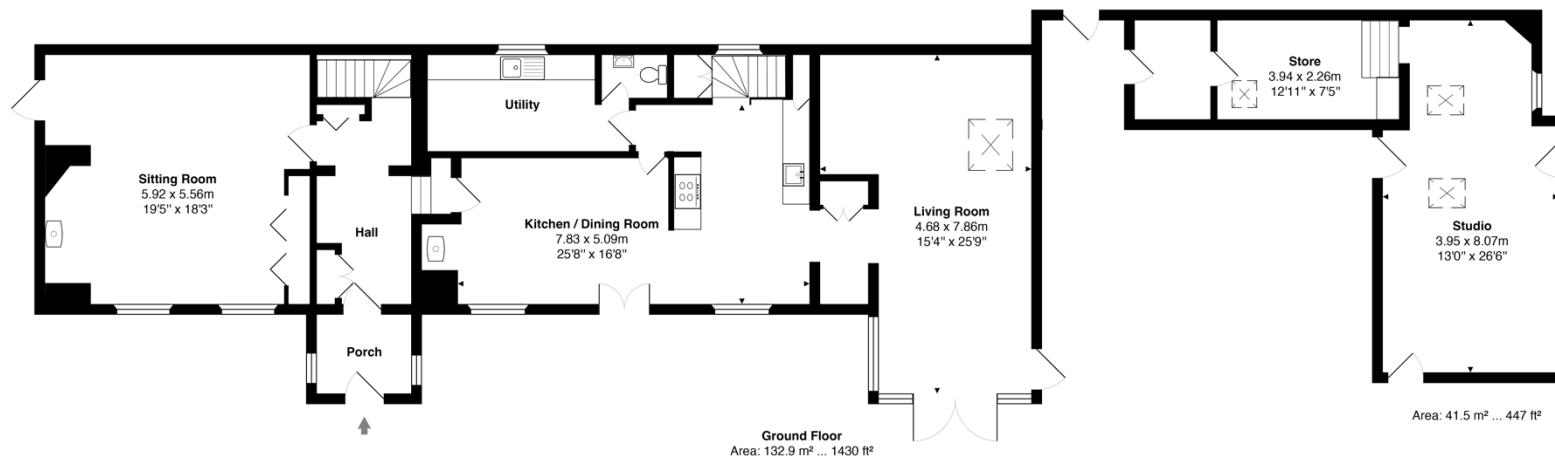 Sitting Room
5.92 x 5.56m
19'5" x 18'3"
Hall
Porch
Utility
Kitchen / Dining Room
7.83 x 5.09m
25'8" x 16'8"
Living Room
4.68 x 7.86m
15'4" x 25'9"
Store
3.94 x 2.26m
12'11" x 7'5"
Studio
3.95 x 8.07m
13'0" x 26'6"
Ground Floor
Area: 132.9 m² ... 1430 ft²
Area: 41.5 m² ... 447 ft²